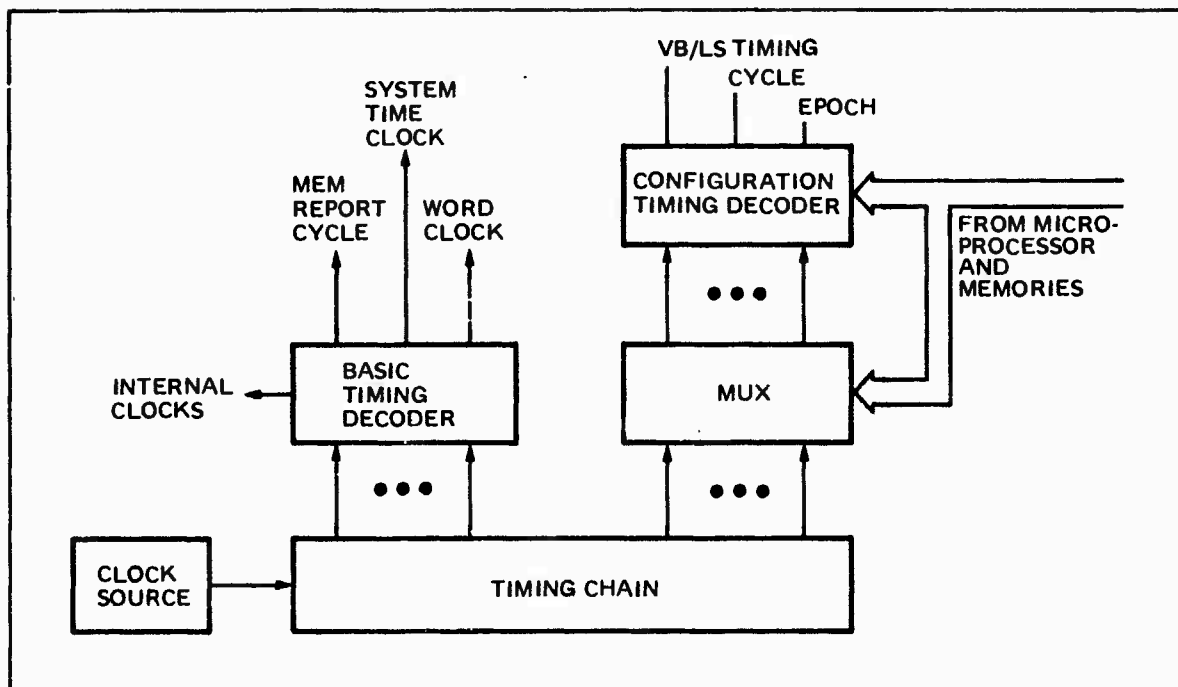 VB/LS TIMING
CYCLE
EPOCH
SYSTEM
TIME
CLOCK
MEM
REPORT
CYCLE
WORD
CLOCK
CONFIGURATION
TIMING DECODER
FROM MICRO-
PROCESSOR
AND
MEMORIES
INTERNAL
CLOCKS
BASIC
TIMING
DECODER
MUX
CLOCK
SOURCE
TIMING CHAIN